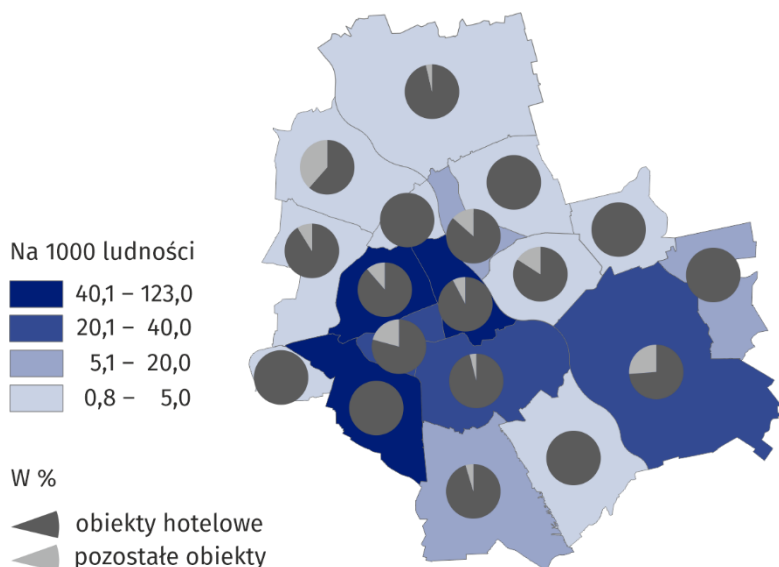 Na 1000 ludności
40,1 – 123,0
20,1 – 40,0
5,1 – 20,0
0,8 – 5,0
W %
obiekty hotelowe
pozostałe obiekty